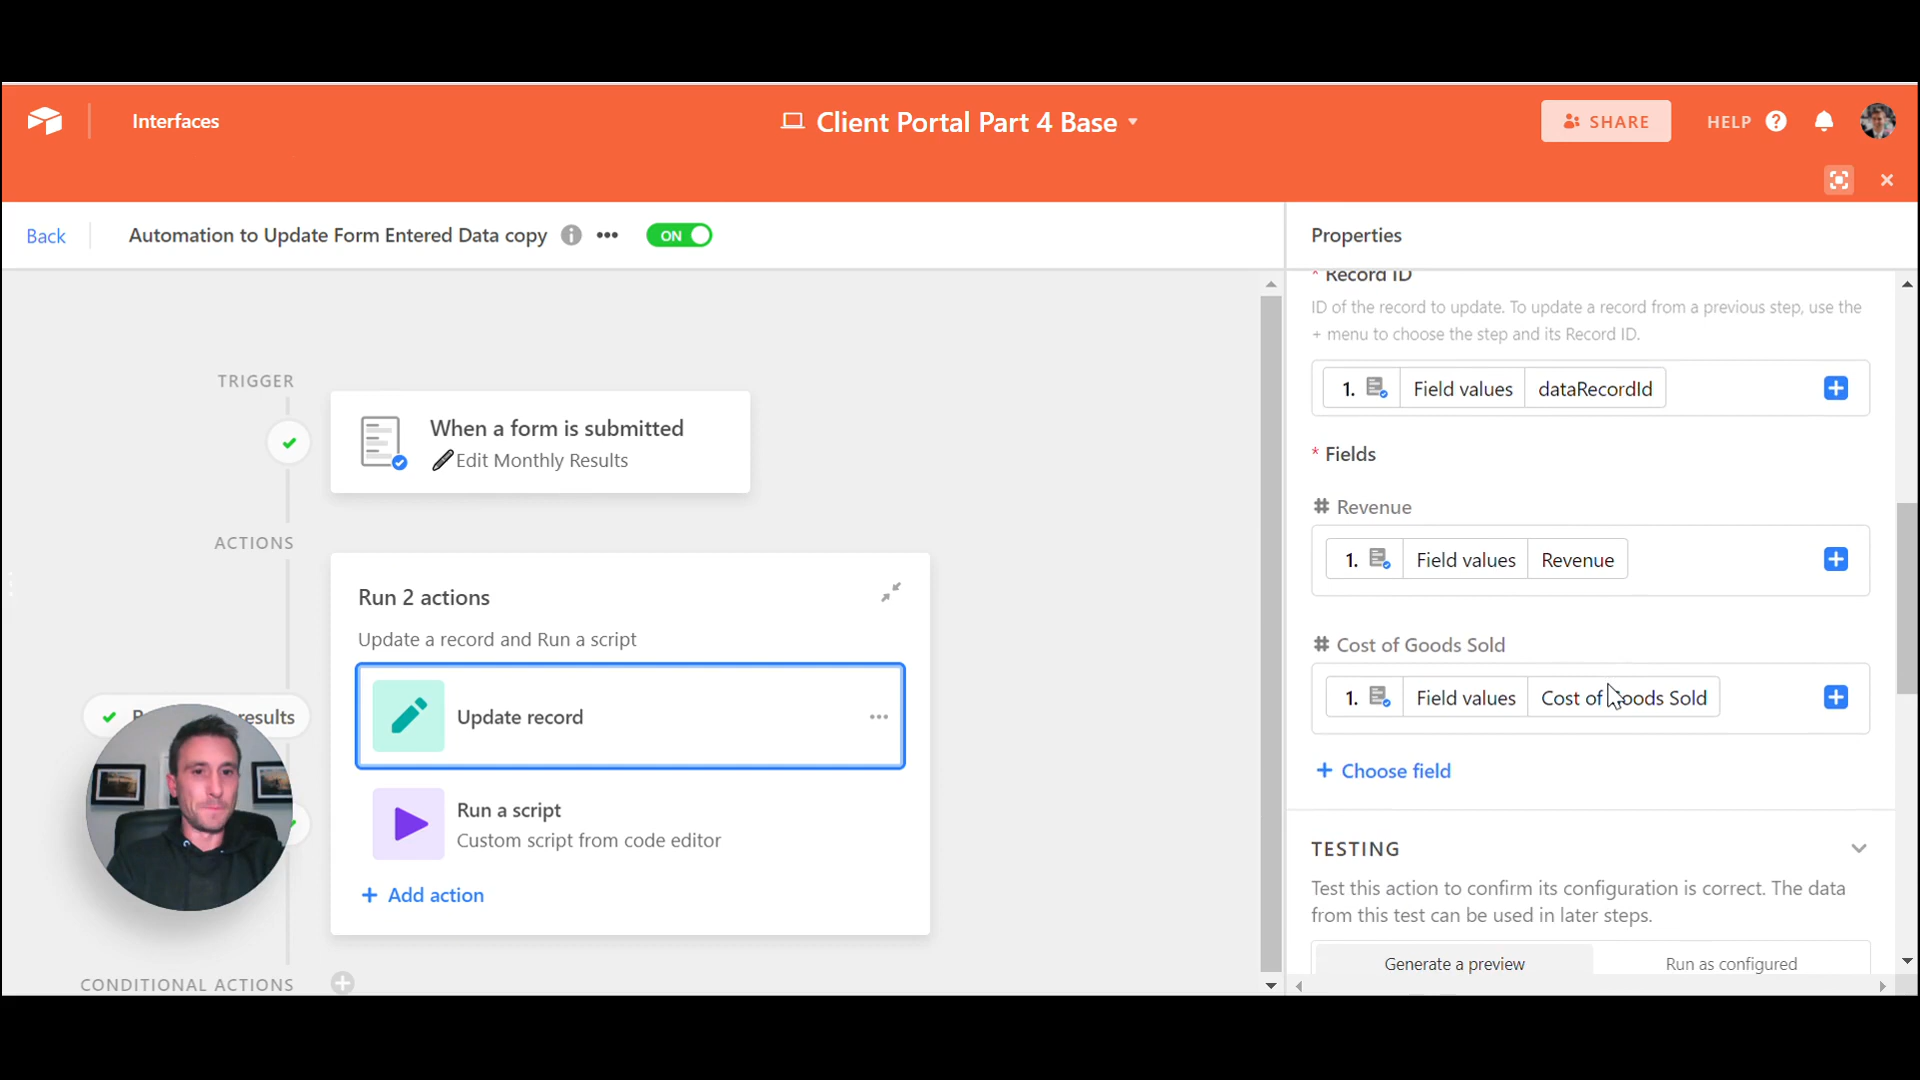 Interfaces
Client Portal Part 4 Base
SHARE
HELP
Back
Automation to Update Form Entered Data copy
ON
Properties
* Record ID
ID of the record to update. To update a record from a previous step, use the
+ menu to choose the step and its Record ID.
TRIGGER
1. Field values dataRecordId
When a form is submitted
Edit Monthly Results
* Fields
# Revenue
ACTIONS
1. Field values Revenue
Run 2 actions
Update a record and Run a script
# Cost of Goods Sold
1. Field values Cost of Goods Sold
Update record
results
+ Choose field
Run a script
Custom script from code editor
TESTING
Test this action to confirm its configuration is correct. The data
from this test can be used in later steps.
+ Add action
Generate a preview
Run as configured
CONDITIONAL ACTIONS